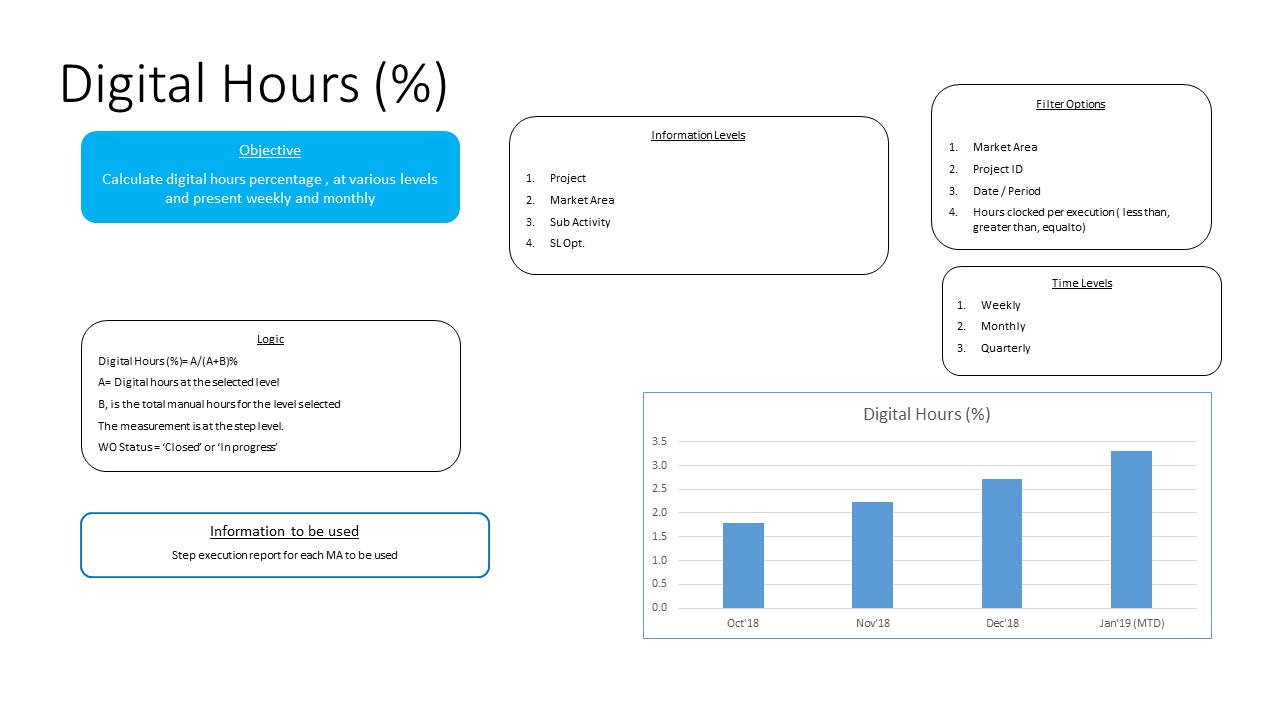 Digital Hours (%)
Objective
Calculate digital hours percentage , at various levels
and present weekly and monthly
Information Levels
1. Project
2. Market Area
3. Sub Activity
4. SL Opt.
Filter Options
1. Market Area
2. Project ID
3. Date / Period
4. Hours clocked per execution ( less than,
greater than, equal to)
Time Levels
1. Weekly
2. Monthly
3. Quarterly
Logic
Digital Hours (%)= A/(A+B)%
A= Digital hours at the selected level
B, is the total manual hours for the level selected
The measurement is at the step level.
WO Status = ‘Closed’ or ‘In progress’
Information to be used
Step execution report for each MA to be used
Digital Hours (%)
3.5
3.0
2.5
2.0
1.5
1.0
0.5
0.0
Oct'18 Nov'18 Dec'18 Jan'19 (MTD)